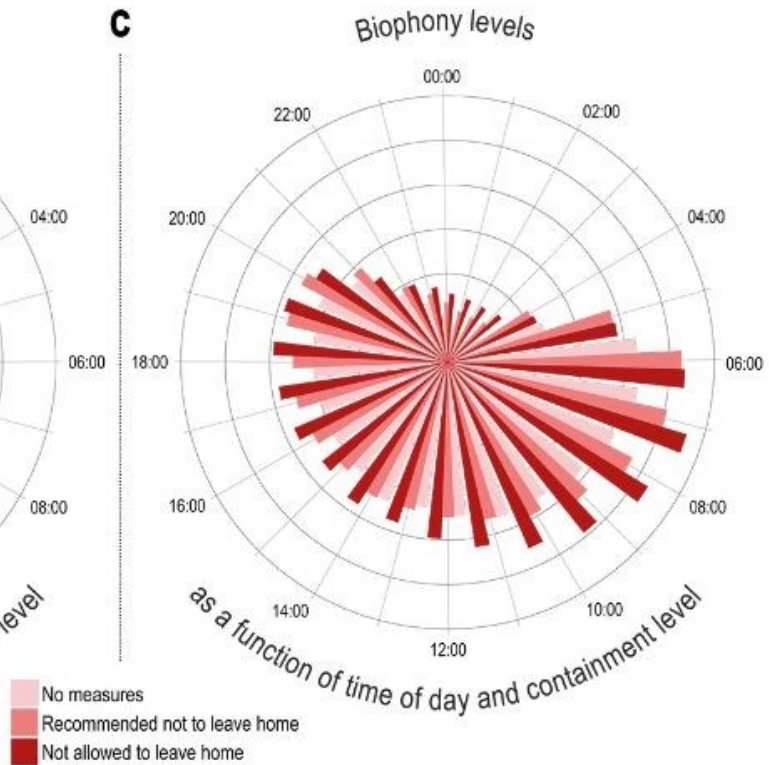 C
Biophony levels
00:00
22:00
02:00
20:00
04:00
04:00
06:00
18:00
06:00
08:00
16:00
08:00
14:00
10:00
12:00
level
as a function of time of day and containment level
No measures
Recommended not to leave home
Not allowed to leave home